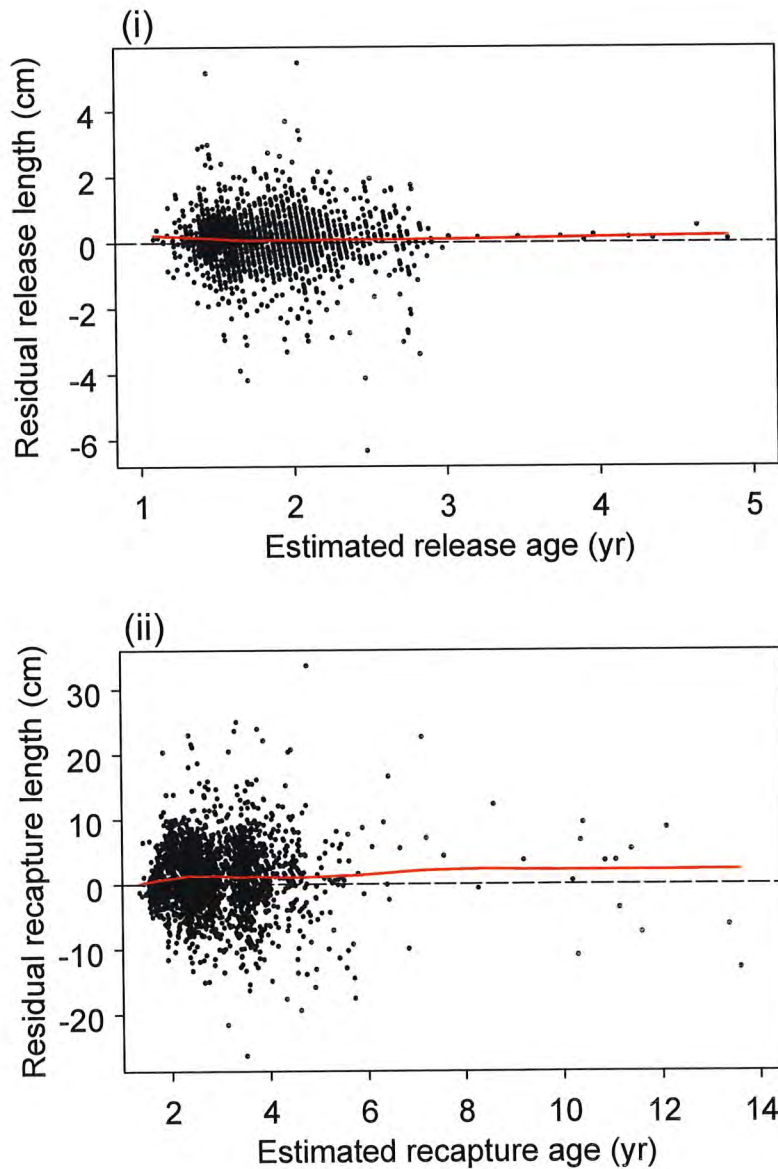 (i)
Residual release length (cm)
4
2
0
-2
-4
-6
1 2 3 4 5
Estimated release age (yr)
(ii)
Residual recapture length (cm)
30
20
10
0
-10
-20
2 4 6 8 10 12 14
Estimated recapture age (yr)